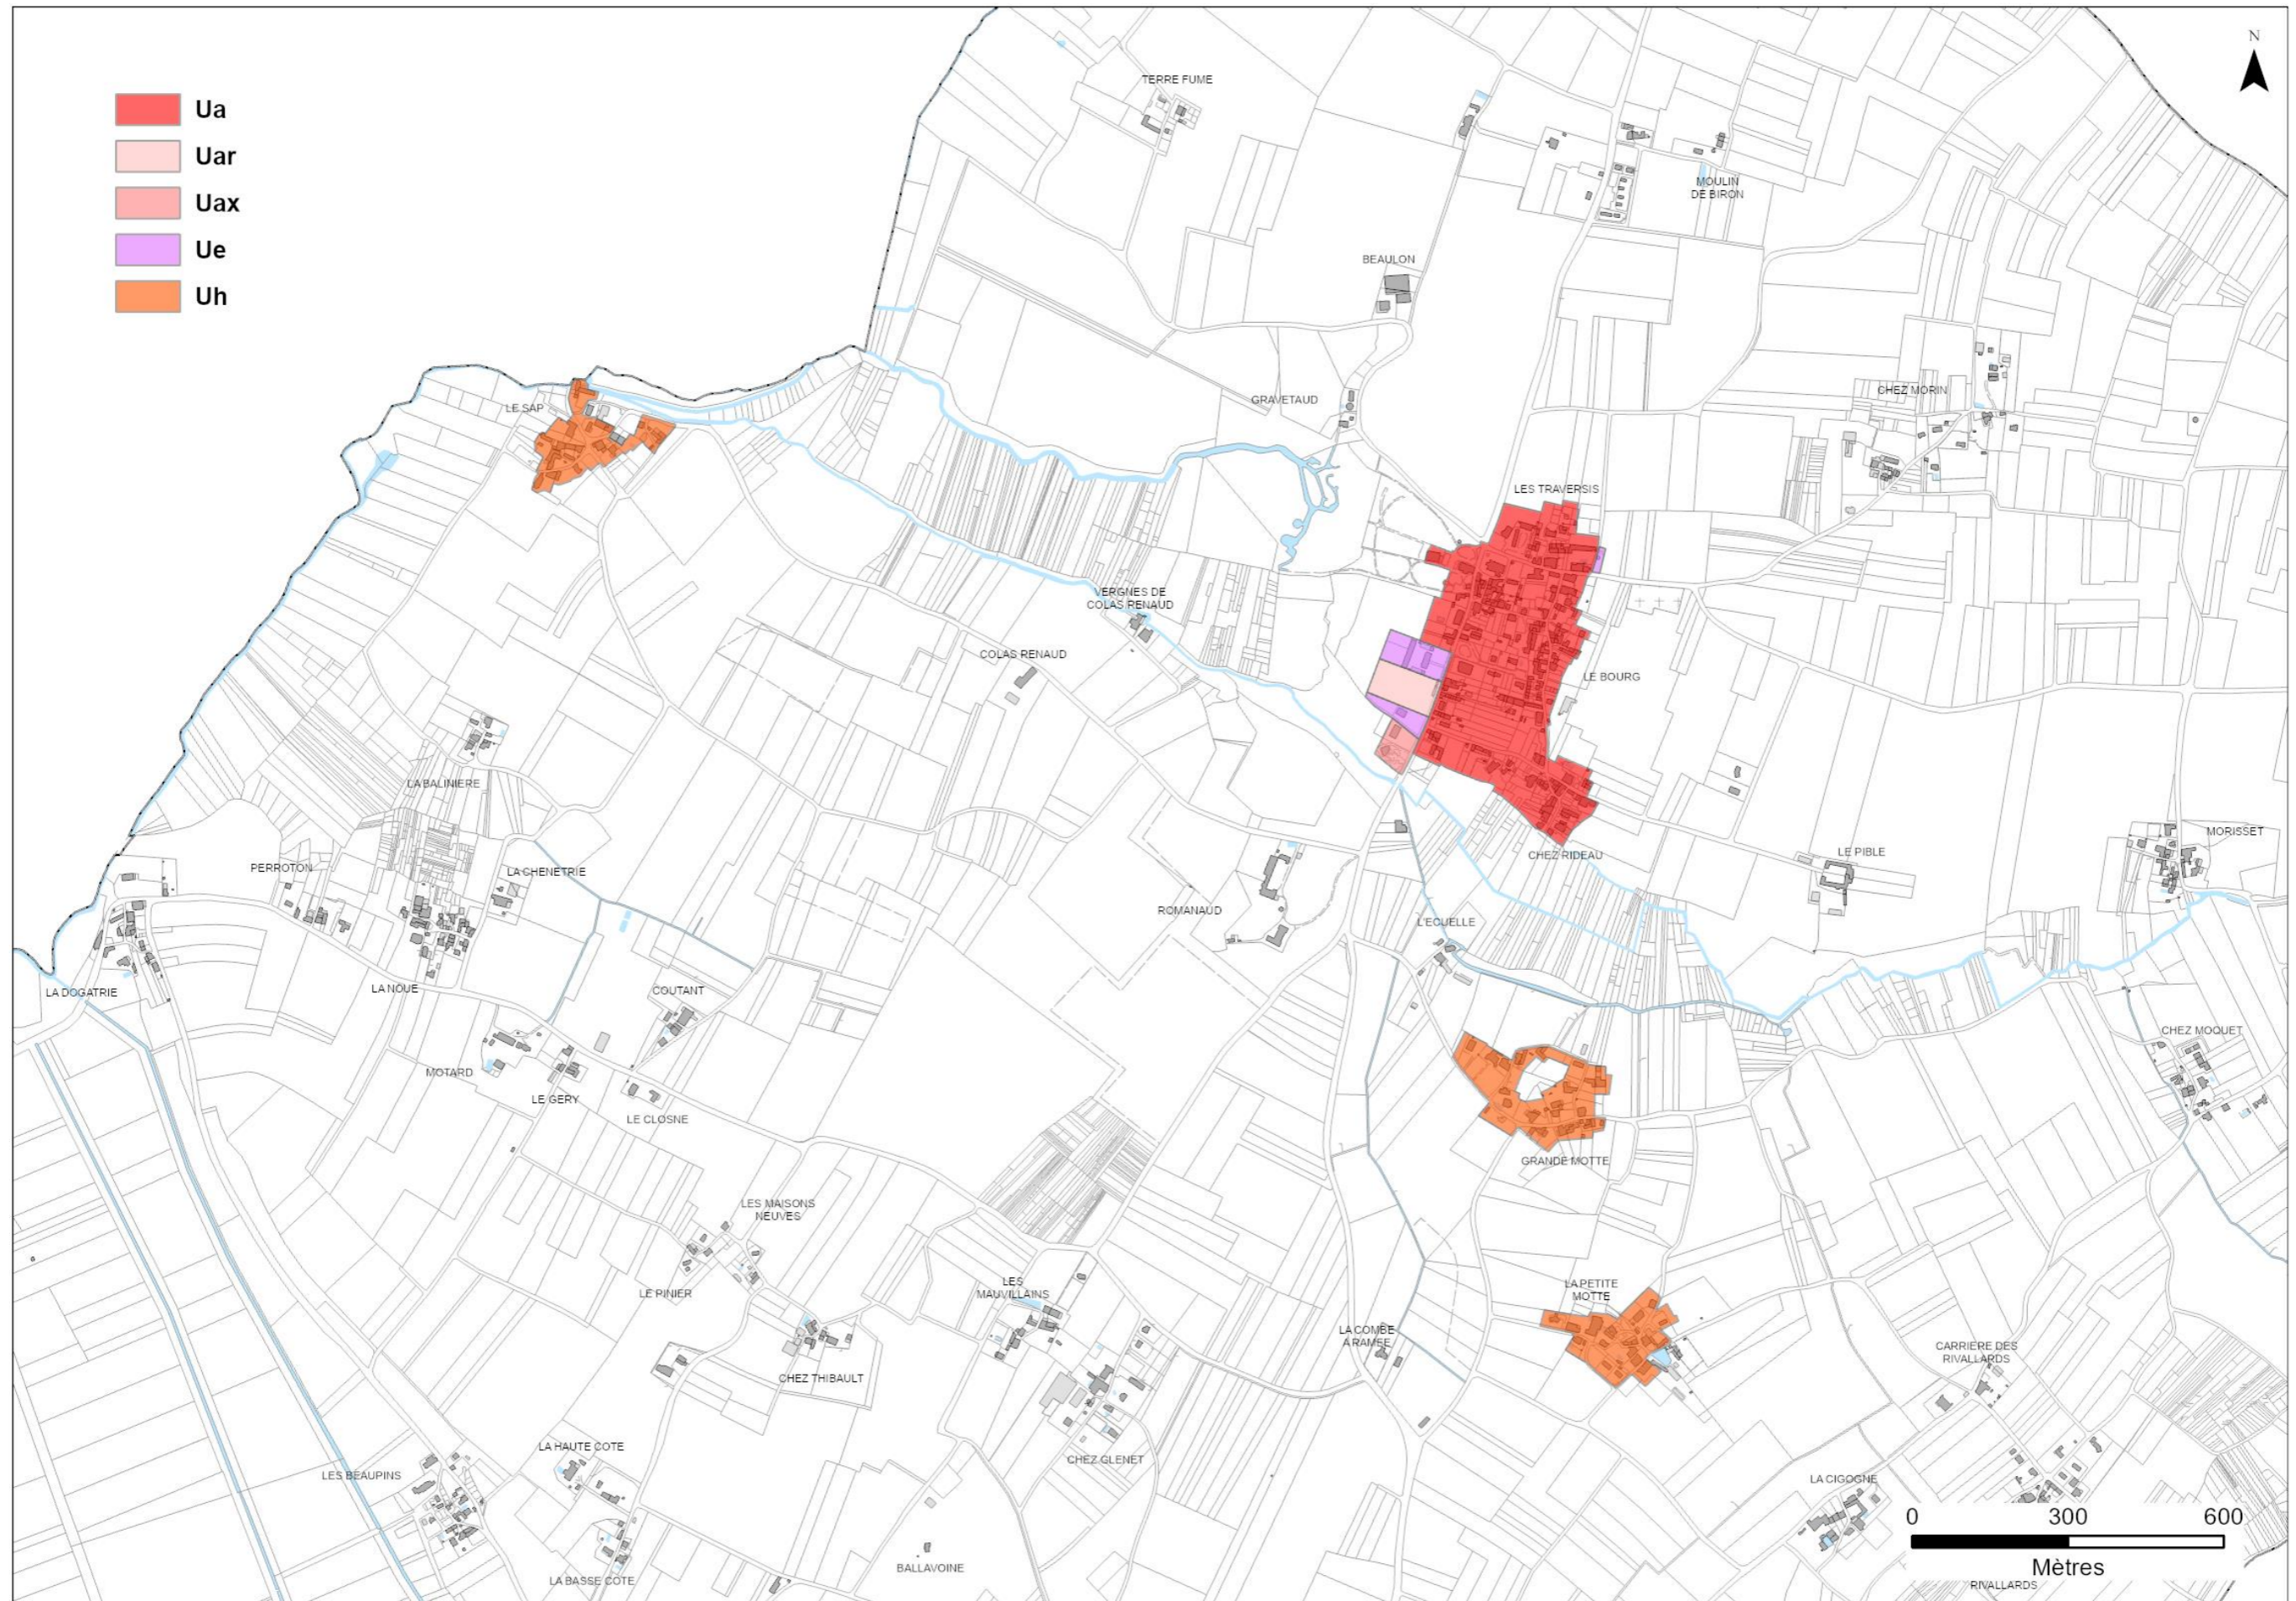 N
TERRE FUME
Ua
Uar
Uax
Ue
Uh
MOULIN
DE BIRON
BEAULON
CHEZ MORIN
GRAVETAUD
LE SAP
LES TRAVERSIS
VERGNES DE
COLAS RENAUD
COLAS RENAUD
LE BOURG
LA BALINIERE
MORISSET
LE PIBLE
CHEZ RIDEAU
PERROTON
LA CHENETRIE
ROMANAUD
L'ECUELLE
LA NOUE
LA DOGATRIE
COUTANT
CHEZ MOQUET
MOTARD
LE GERY
LE CLOSNE
GRANDE MOTTE
LES MAISONS
NEUVES
LE PINIER
LES
MAUVILLAINS
LA PETITE
MOTTE
LA COMBE
A RAMEE
CARRIERE DES
RIVALLARDS
CHEZ THIBAULT
LA HAUTE COTE
CHEZ GLENET
LES BEAUPINS
LA CIGOGNE
0 300 600
Mètres
BALLAVOINE
LA BASSE COTE
RIVALLARDS